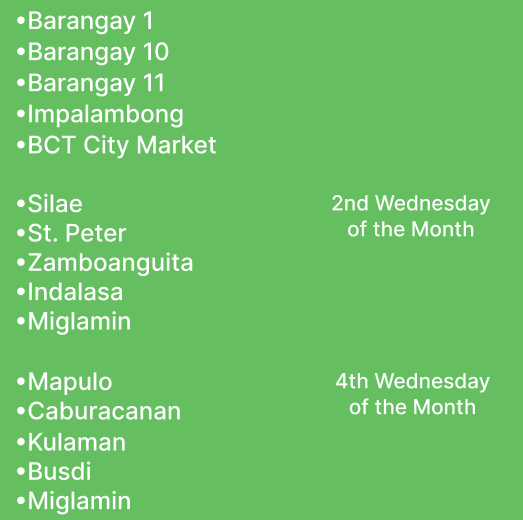 •Barangay 1
•Barangay 10
•Barangay 11
•Impalambong
•BCT City Market
•Silae
•St. Peter
•Zamboanguita
•Indalasa
•Miglamin
2nd Wednesday
of the Month
•Mapulo
•Caburacanan
•Kulaman
•Busdi
•Miglamin
4th Wednesday
of the Month